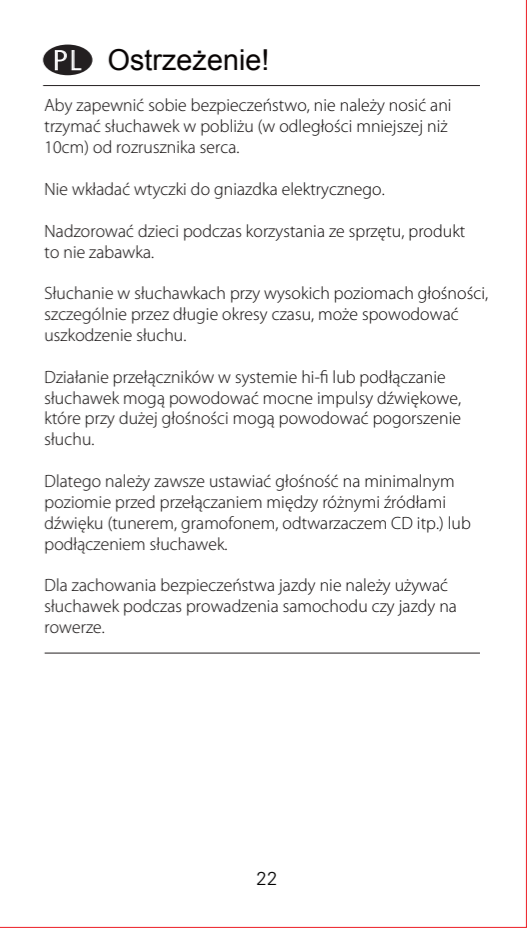 PL Ostrzeżenie!
Aby zapewnić sobie bezpieczeństwo, nie należy nosić ani
trzymać słuchawek w pobliżu (w odległości mniejszej niż
10cm) od rozrusznika serca.
Nie wkładać wtyczki do gniazdka elektrycznego.
Nadzorować dzieci podczas korzystania ze sprzętu, produkt
to nie zabawka.
Słuchanie w słuchawkach przy wysokich poziomach głośności,
szczególnie przez długie okresy czasu, może spowodować
uszkodzenie słuchu.
Działanie przełączników w systemie hi-fi lub podłączanie
słuchawek mogą powodować mocne impulsy dźwiękowe,
które przy dużej głośności mogą powodować pogorszenie
słuchu.
Dlatego należy zawsze ustawiać głośność na minimalnym
poziomie przed przełączaniem między różnymi źródłami
dźwięku (tunerem, gramofonem, odtwarzaczem CD itp.) lub
podłączeniem słuchawek.
Dla zachowania bezpieczeństwa jazdy nie należy używać
słuchawek podczas prowadzenia samochodu czy jazdy na
rowerze.
22